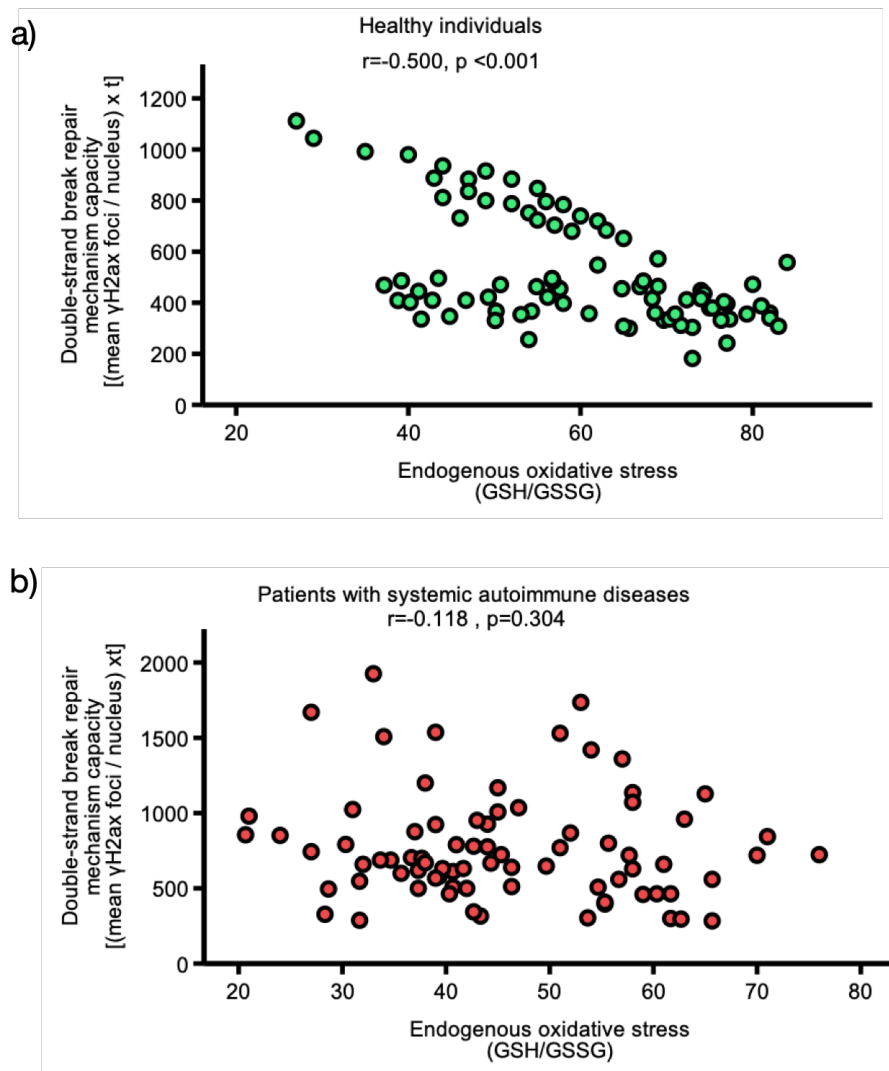 a)
Healthy individuals
r=-0.500, p <0.001
Double-strand break repair
mechanism capacity
[(mean γH2ax foci / nucleus) x t]
1200
1000
800
600
400
200
0
20 40 60 80
Endogenous oxidative stress
(GSH/GSSG)
b)
Patients with systemic autoimmune diseases
r=-0.118 , p=0.304
Double-strand break repair
mechanism capacity
[(mean γH2ax foci / nucleus) xt]
2000
1500
1000
500
0
20 30 40 50 60 70 80
Endogenous oxidative stress
(GSH/GSSG)